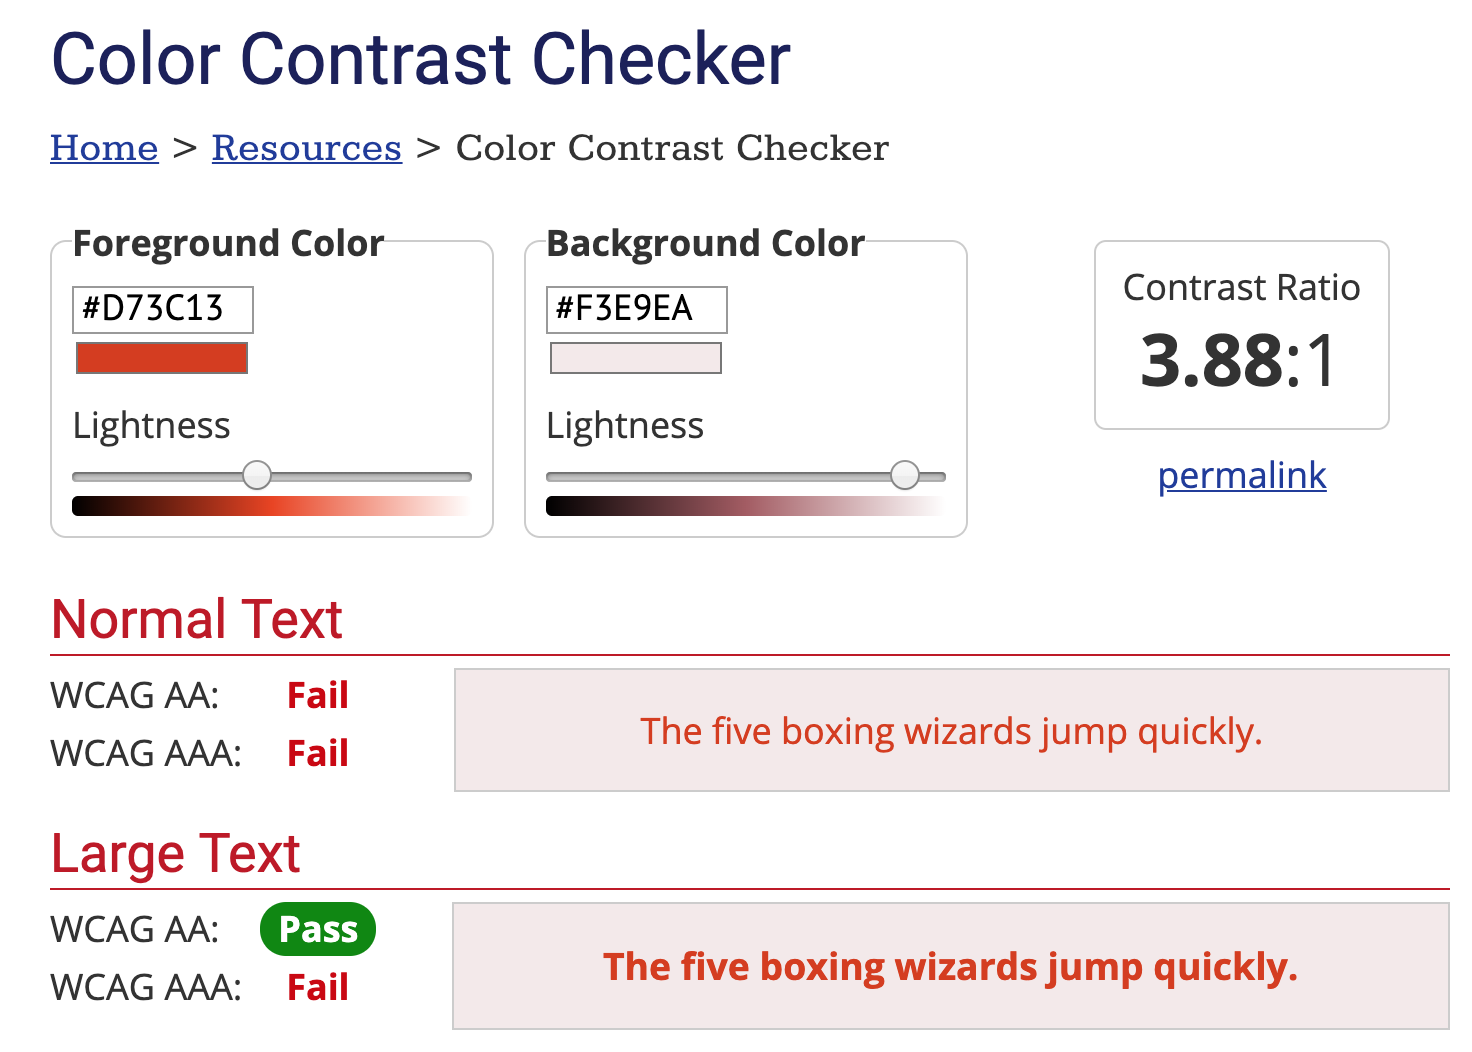 Color Contrast Checker
Home > Resources > Color Contrast Checker
Foreground Color
#D73C13
Lightness
Background Color
#F3E9EA
Lightness
Contrast Ratio
3.88:1
permalink
Normal Text
WCAG AA: Fail
WCAG AAA: Fail
The five boxing wizards jump quickly.
Large Text
WCAG AA: Pass
WCAG AAA: Fail
The five boxing wizards jump quickly.